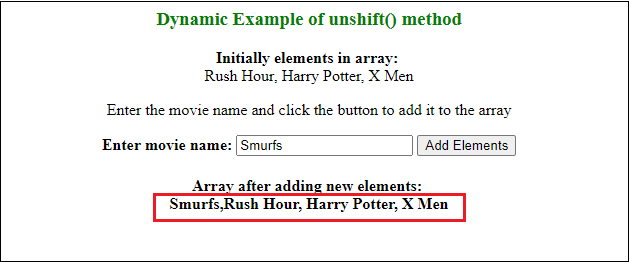 Dynamic Example of unshift() method
Initially elements in array:
Rush Hour, Harry Potter, X Men
Enter the movie name and click the button to add it to the array
Enter movie name: Smurfs Add Elements
Array after adding new elements:
Smurfs,Rush Hour, Harry Potter, X Men